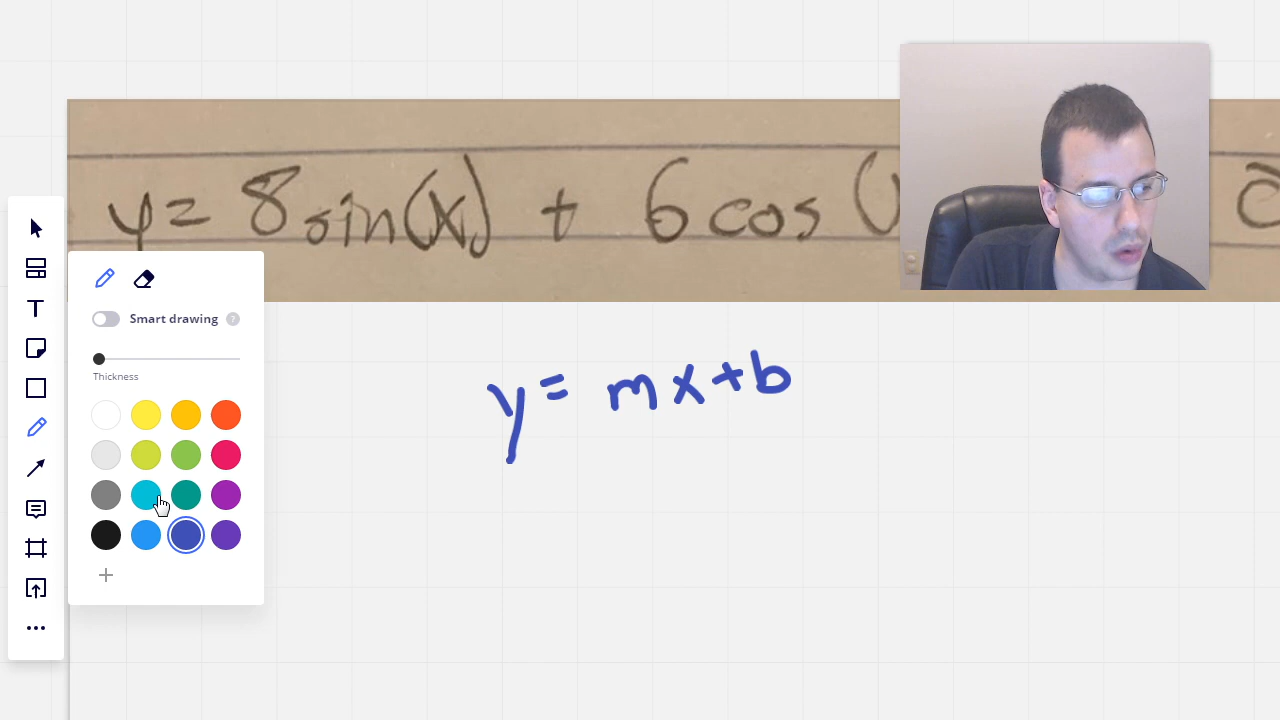 y = 8 sin(x) + 6 cos (
T
Smart drawing ?
Thickness
y = mx+b